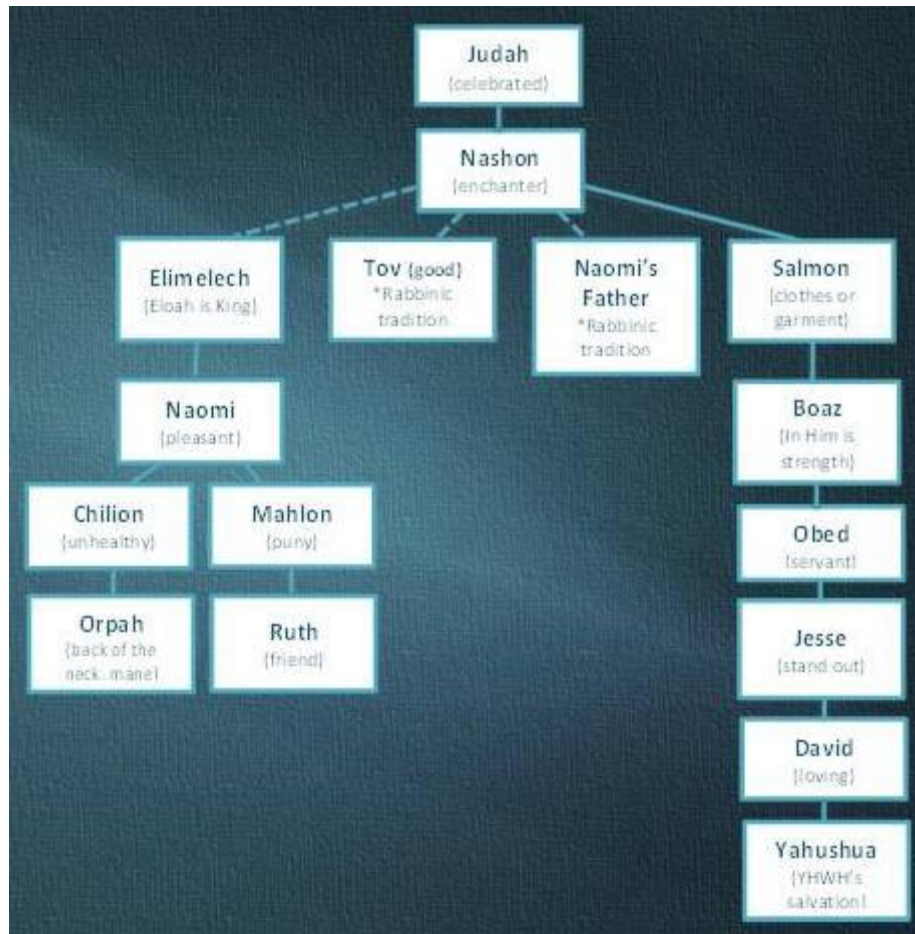 Judah
(celebrated)
Nashon
(enchanter)
Elimelech
(Eloah is King)
Tov (good)
*Rabbinic
tradition
Naomi's
Father
*Rabbinic
tradition
Salmon
(clothes or
garment)
Naomi
(pleasant)
Boaz
(In Him is
strength)
Chilion
(unhealthy)
Mahlon
(puny)
Obed
(servant)
Orpah
(back of the
neck, mane)
Ruth
(friend)
Jesse
(stand out)
David
(loving)
Yahushua
(YHWH's
salvation)